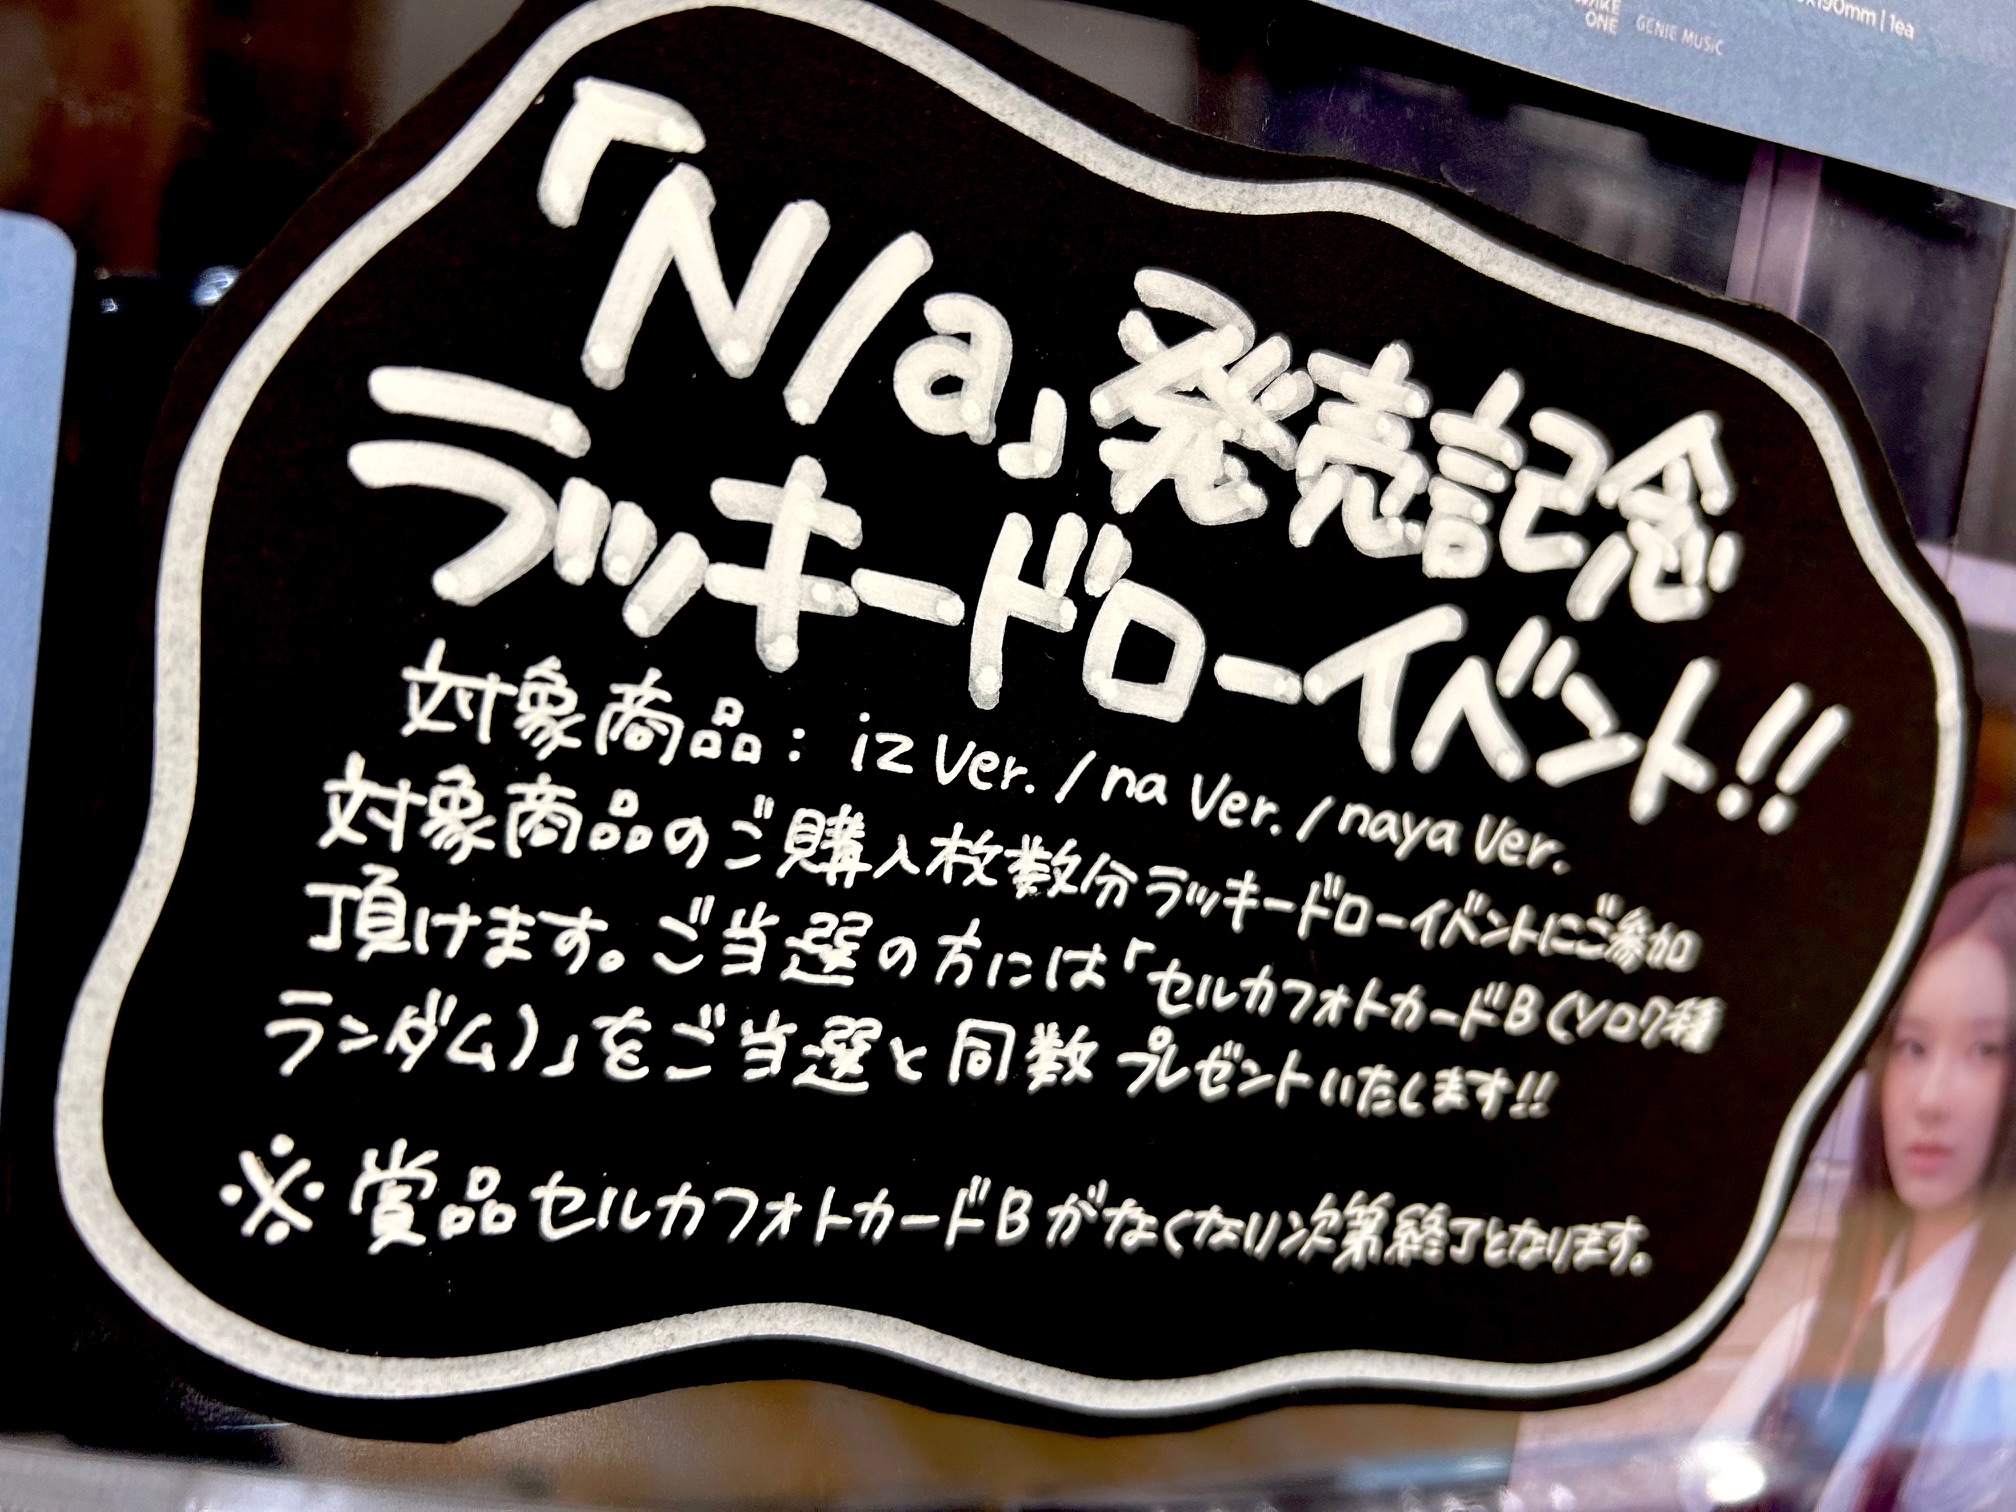 WAKE
ONE
GENIE MUSIC
x190mm | 1ea
「N/a」発売記念
ラッキードローイベント!!
対象商品: iz Ver. / na Ver. / naya Ver.
対象商品のご購入枚数分ラッキードローイベントにご参加
頂けます。ご当選の方には「セルカフォトカードB(ソロ7種
ランダム)」をご当選と同数プレゼントいたします!!
※賞品セルカフォトカードBがなくなり次第終了となります。